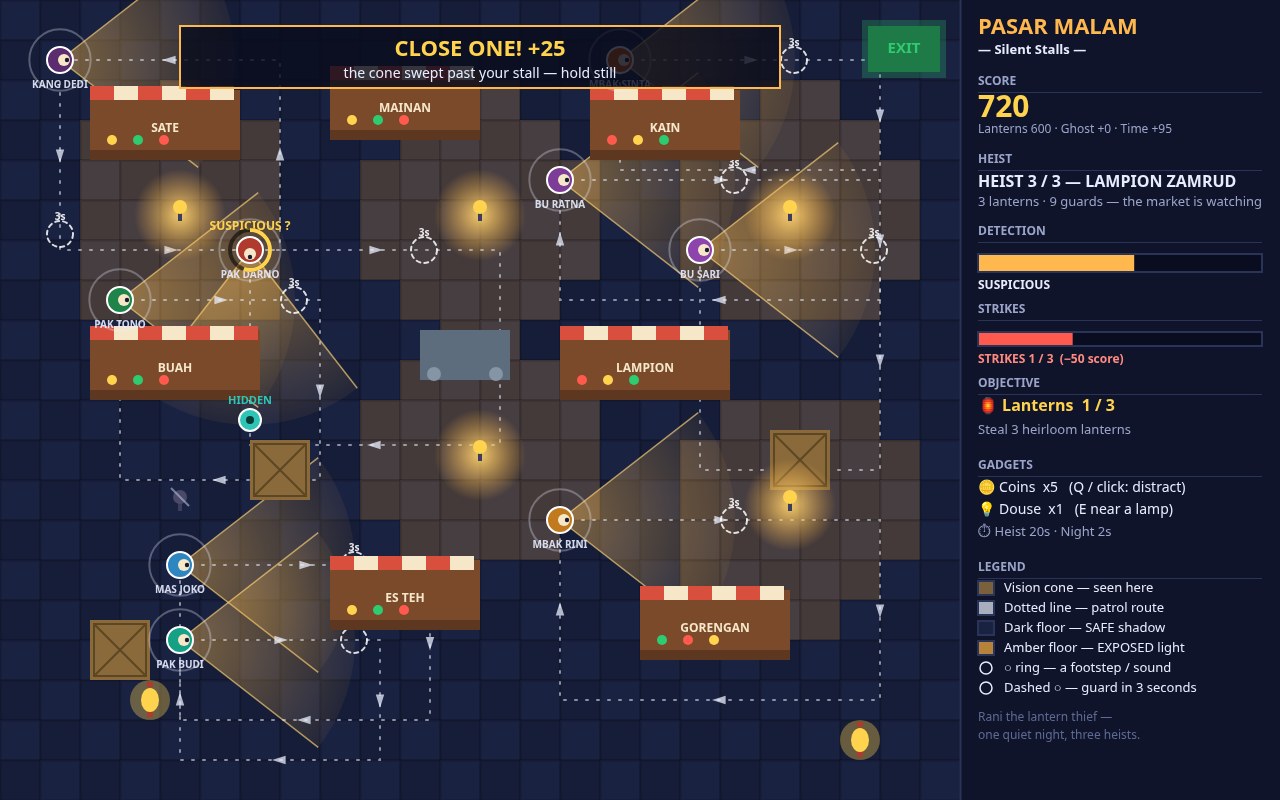 CLOSE ONE! +25
the cone swept past your stall — hold still
EXIT
3s
KANG DEDI
MBAK SINTA
SATE
MAINAN
KAIN
3s
BU RATNA
3s
SUSPICIOUS ?
3s
3s
PAK DARNO
BU SARI
3s
PAK TONO
BUAH
LAMPION
HIDDEN
3s
MBAK RINI
3s
MAS JOKO
ES TEH
GORENGAN
PAK BUDI
PASAR MALAM
— Silent Stalls —
SCORE
720
Lanterns 600 · Ghost +0 · Time +95
HEIST
HEIST 3 / 3 — LAMPION ZAMRUD
3 lanterns · 9 guards — the market is watching
DETECTION
SUSPICIOUS
STRIKES
STRIKES 1 / 3 (−50 score)
OBJECTIVE
Lanterns 1 / 3
Steal 3 heirloom lanterns
GADGETS
Coins x5 (Q / click: distract)
Douse x1 (E near a lamp)
Heist 20s · Night 2s
LEGEND
Vision cone — seen here
Dotted line — patrol route
Dark floor — SAFE shadow
Amber floor — EXPOSED light
○ ring — a footstep / sound
Dashed ○ — guard in 3 seconds
Rani the lantern thief —
one quiet night, three heists.